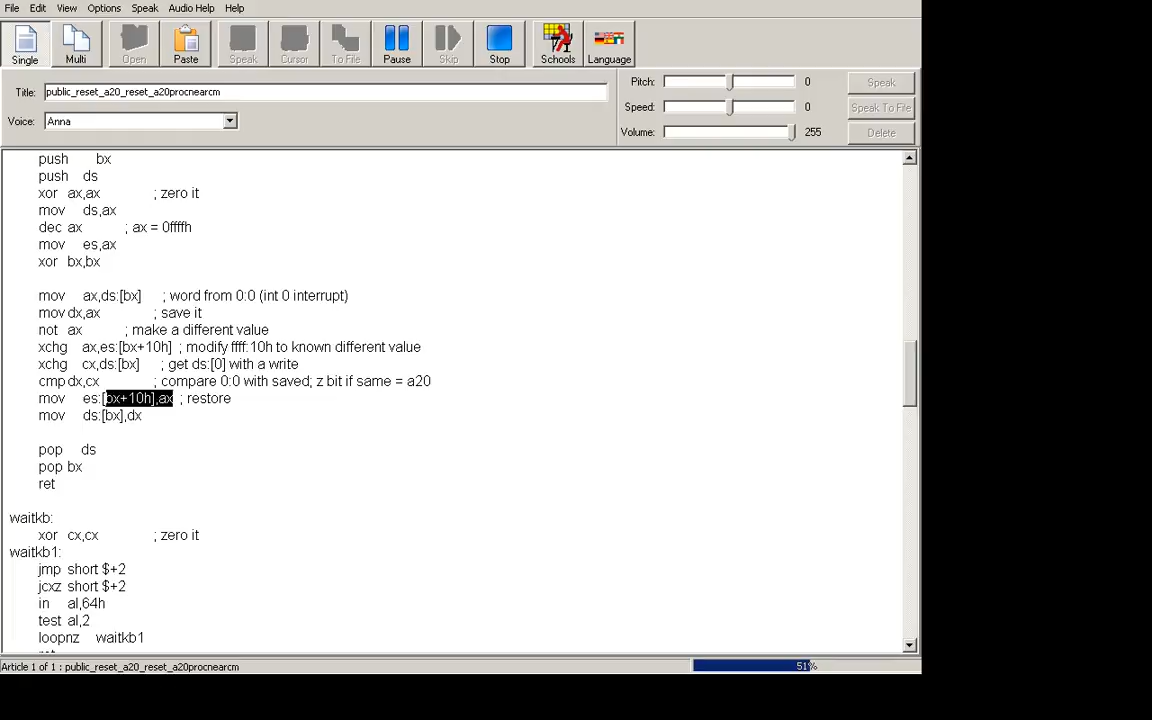 File Edit View Options Speak Audio Help Help
Single Multi Open Paste Speak Cursor To File Pause Skip Stop Schools Language
Title: public_reset_a20_reset_a20procnearcm
Voice: Anna
Pitch: 0 Speak
Speed: 0 Speak To File
Volume: 255 Delete
push bx
push ds
xor ax,ax ; zero it
mov ds,ax
dec ax ; ax = 0ffffh
mov es,ax
xor bx,bx
mov ax,ds:[bx] ; word from 0:0 (int 0 interrupt)
mov dx,ax ; save it
not ax ; make a different value
xchg ax,es:[bx+10h] ; modify ffff:10h to known different value
xchg cx,ds:[bx] ; get ds:[0] with a write
cmp dx,cx ; compare 0:0 with saved; z bit if same = a20
mov es:[bx+10h],ax ; restore
mov ds:[bx],dx
pop ds
pop bx
ret
waitkb:
xor cx,cx ; zero it
waitkb1:
jmp short $+2
jcxz short $+2
in al,64h
test al,2
loopnz waitkb1
Article 1 of 1 : public_reset_a20_reset_a20procnearcm 51%